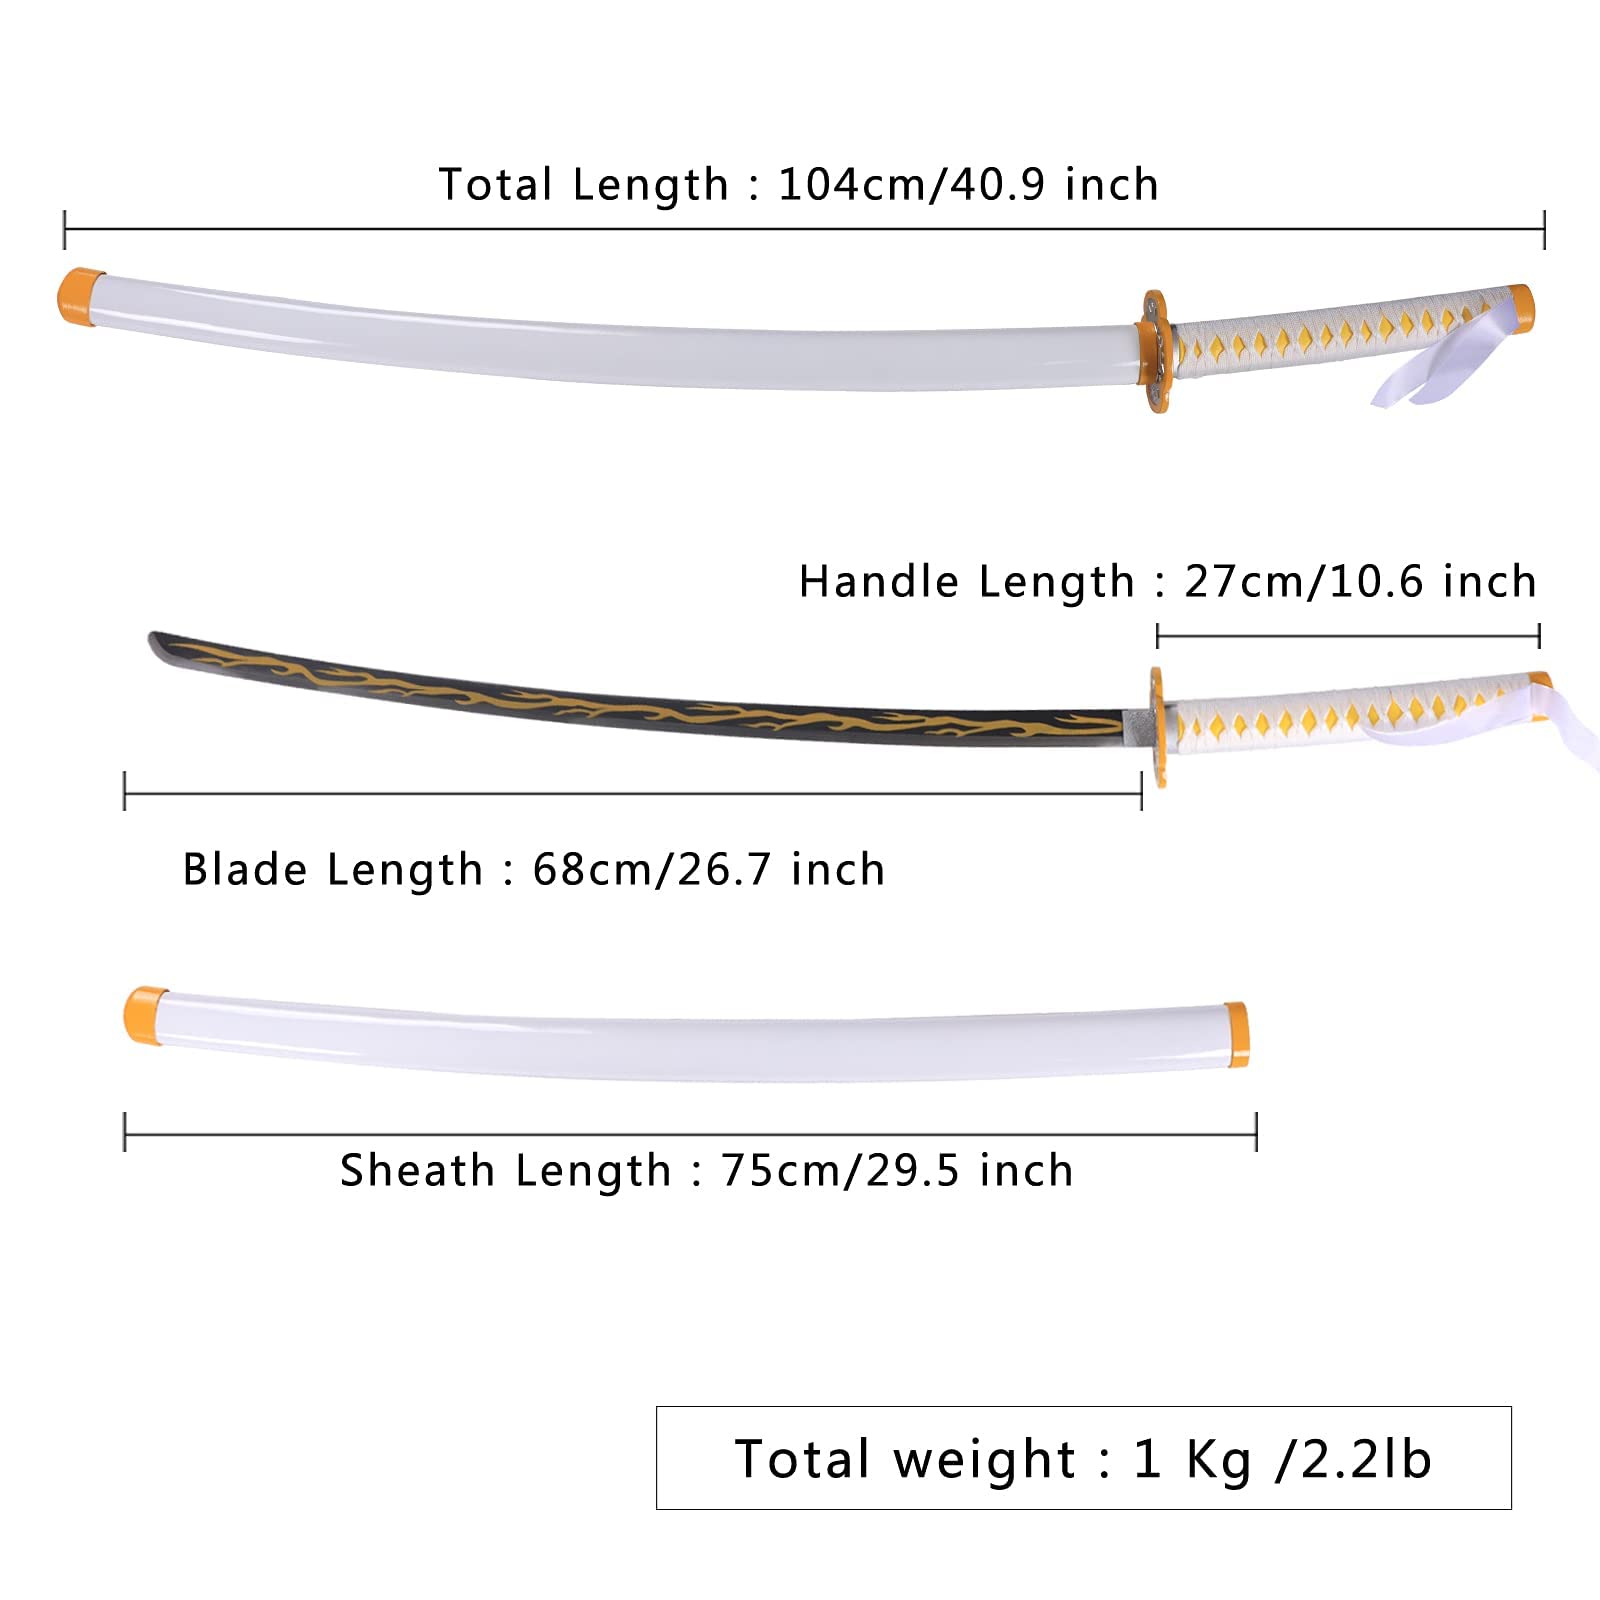 Total Length : 104cm/40.9 inch
Handle Length : 27cm/10.6 inch
Blade Length : 68cm/26.7 inch
Sheath Length : 75cm/29.5 inch
Total weight : 1 Kg /2.2lb